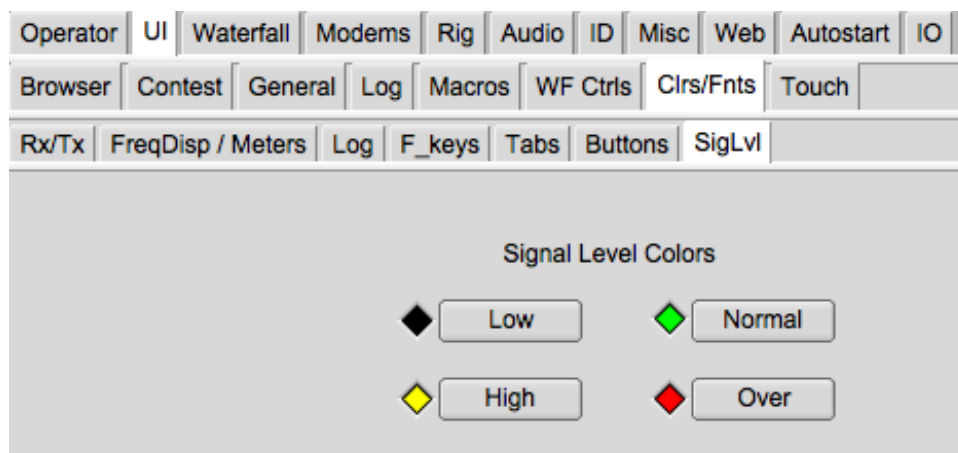 Operator UI Waterfall Modems Rig Audio ID Misc Web Autostart IO
Browser Contest General Log Macros WF Ctrls Clrs/Fnts Touch
Rx/Tx FreqDisp / Meters Log F_keys Tabs Buttons SigLvl
Signal Level Colors
Low Normal
High Over